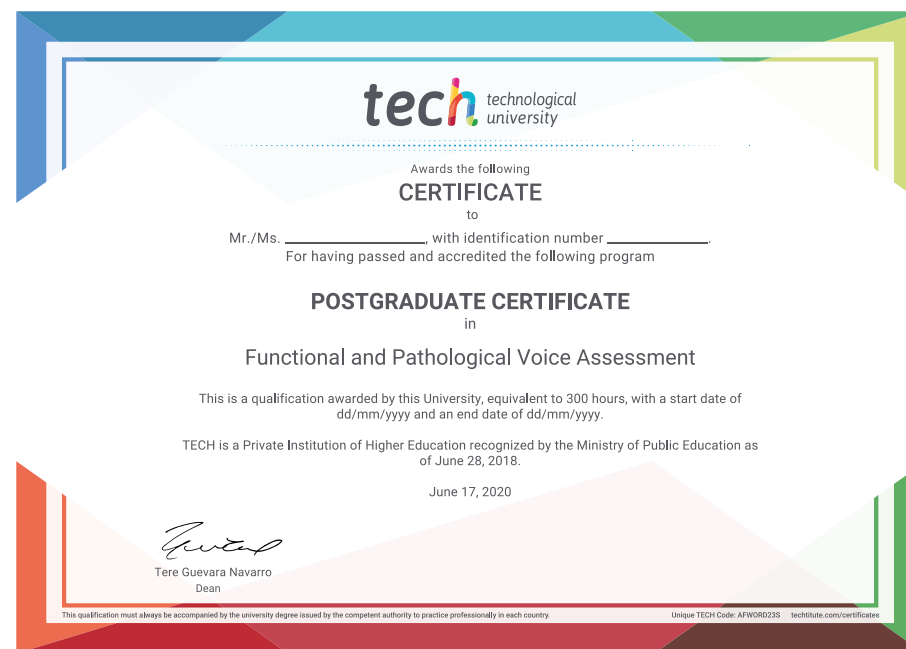 tech technological
university
Awards the following
CERTIFICATE
to
Mr./Ms. ____________________, with identification number ______________.
For having passed and accredited the following program
POSTGRADUATE CERTIFICATE
in
Functional and Pathological Voice Assessment
This is a qualification awarded by this University, equivalent to 300 hours, with a start date of
dd/mm/yyyy and an end date of dd/mm/yyyy.
TECH is a Private Institution of Higher Education recognized by the Ministry of Public Education as
of June 28, 2018.
June 17, 2020
Tere Guevara Navarro
Dean
This qualification must always be accompanied by the university degree issued by the competent authority to practice professionally in each country.
Unique TECH Code: AFWORD23S techtitute.com/certificates